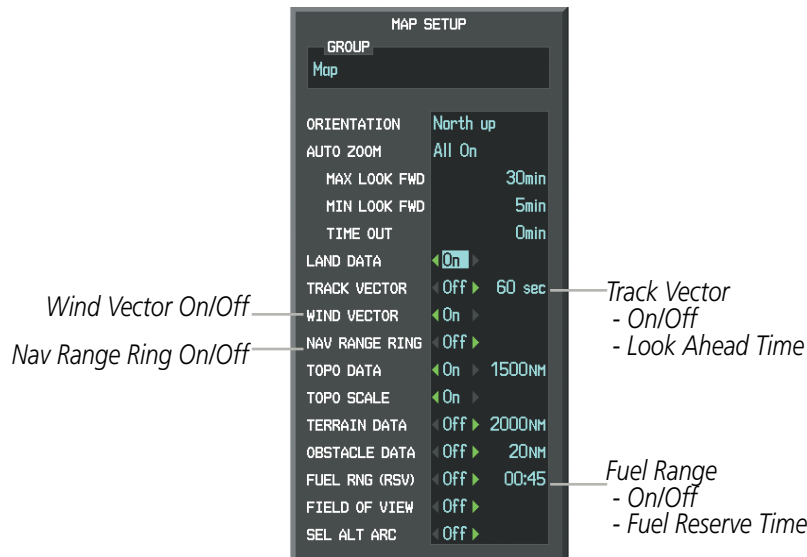 MAP SETUP
GROUP
Map
ORIENTATION North up
AUTO ZOOM All On
MAX LOOK FWD 30min
MIN LOOK FWD 5min
TIME OUT 0min
LAND DATA On
TRACK VECTOR Off 60 sec
WIND VECTOR On
NAV RANGE RING Off
TOPO DATA On 1500NM
TOPO SCALE On
TERRAIN DATA Off 2000NM
OBSTACLE DATA Off 20NM
FUEL RNG (RSV) Off 00:45
FIELD OF VIEW Off
SEL ALT ARC Off
Wind Vector On/Off
Nav Range Ring On/Off
Track Vector
- On/Off
- Look Ahead Time
Fuel Range
- On/Off
- Fuel Reserve Time